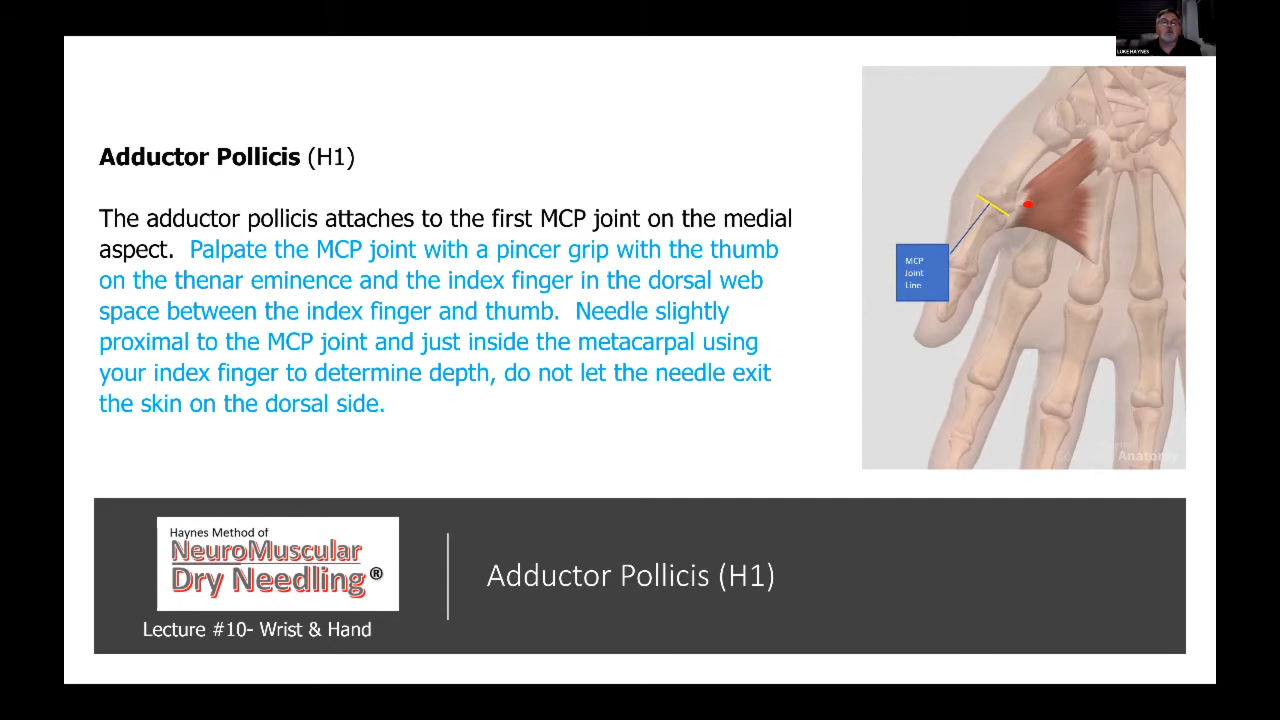 LUKE HAYNES
Adductor Pollicis (H1)
The adductor pollicis attaches to the first MCP joint on the medial
aspect.  Palpate the MCP joint with a pincer grip with the thumb
on the thenar eminence and the index finger in the dorsal web
space between the index finger and thumb.  Needle slightly
proximal to the MCP joint and just inside the metacarpal using
your index finger to determine depth, do not let the needle exit
the skin on the dorsal side.
MCP
Joint
Line
Anatomy
Haynes Method of
NeuroMuscular
Dry Needling®
Lecture #10- Wrist & Hand
Adductor Pollicis (H1)